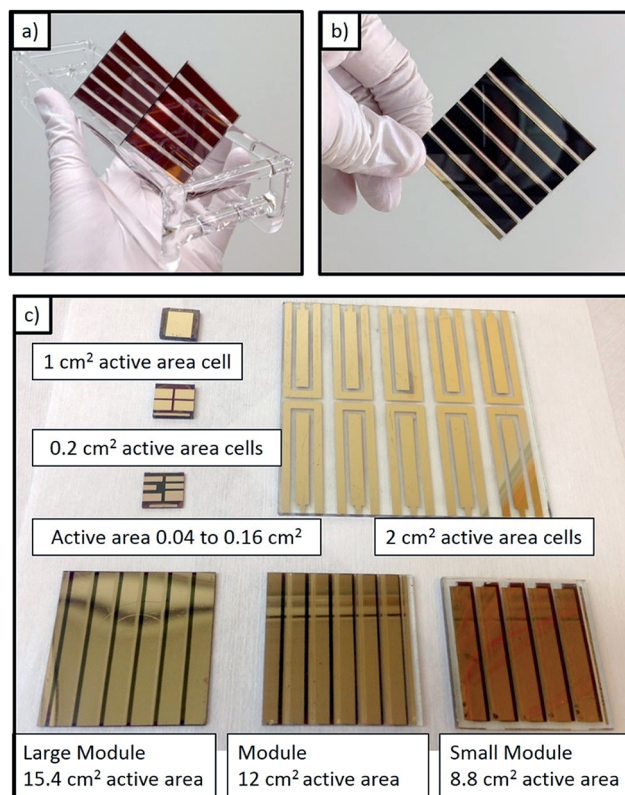 a)
b)
c)
1 cm² active area cell
0.2 cm² active area cells
Active area 0.04 to 0.16 cm²
2 cm² active area cells
Large Module
15.4 cm² active area
Module
12 cm² active area
Small Module
8.8 cm² active area